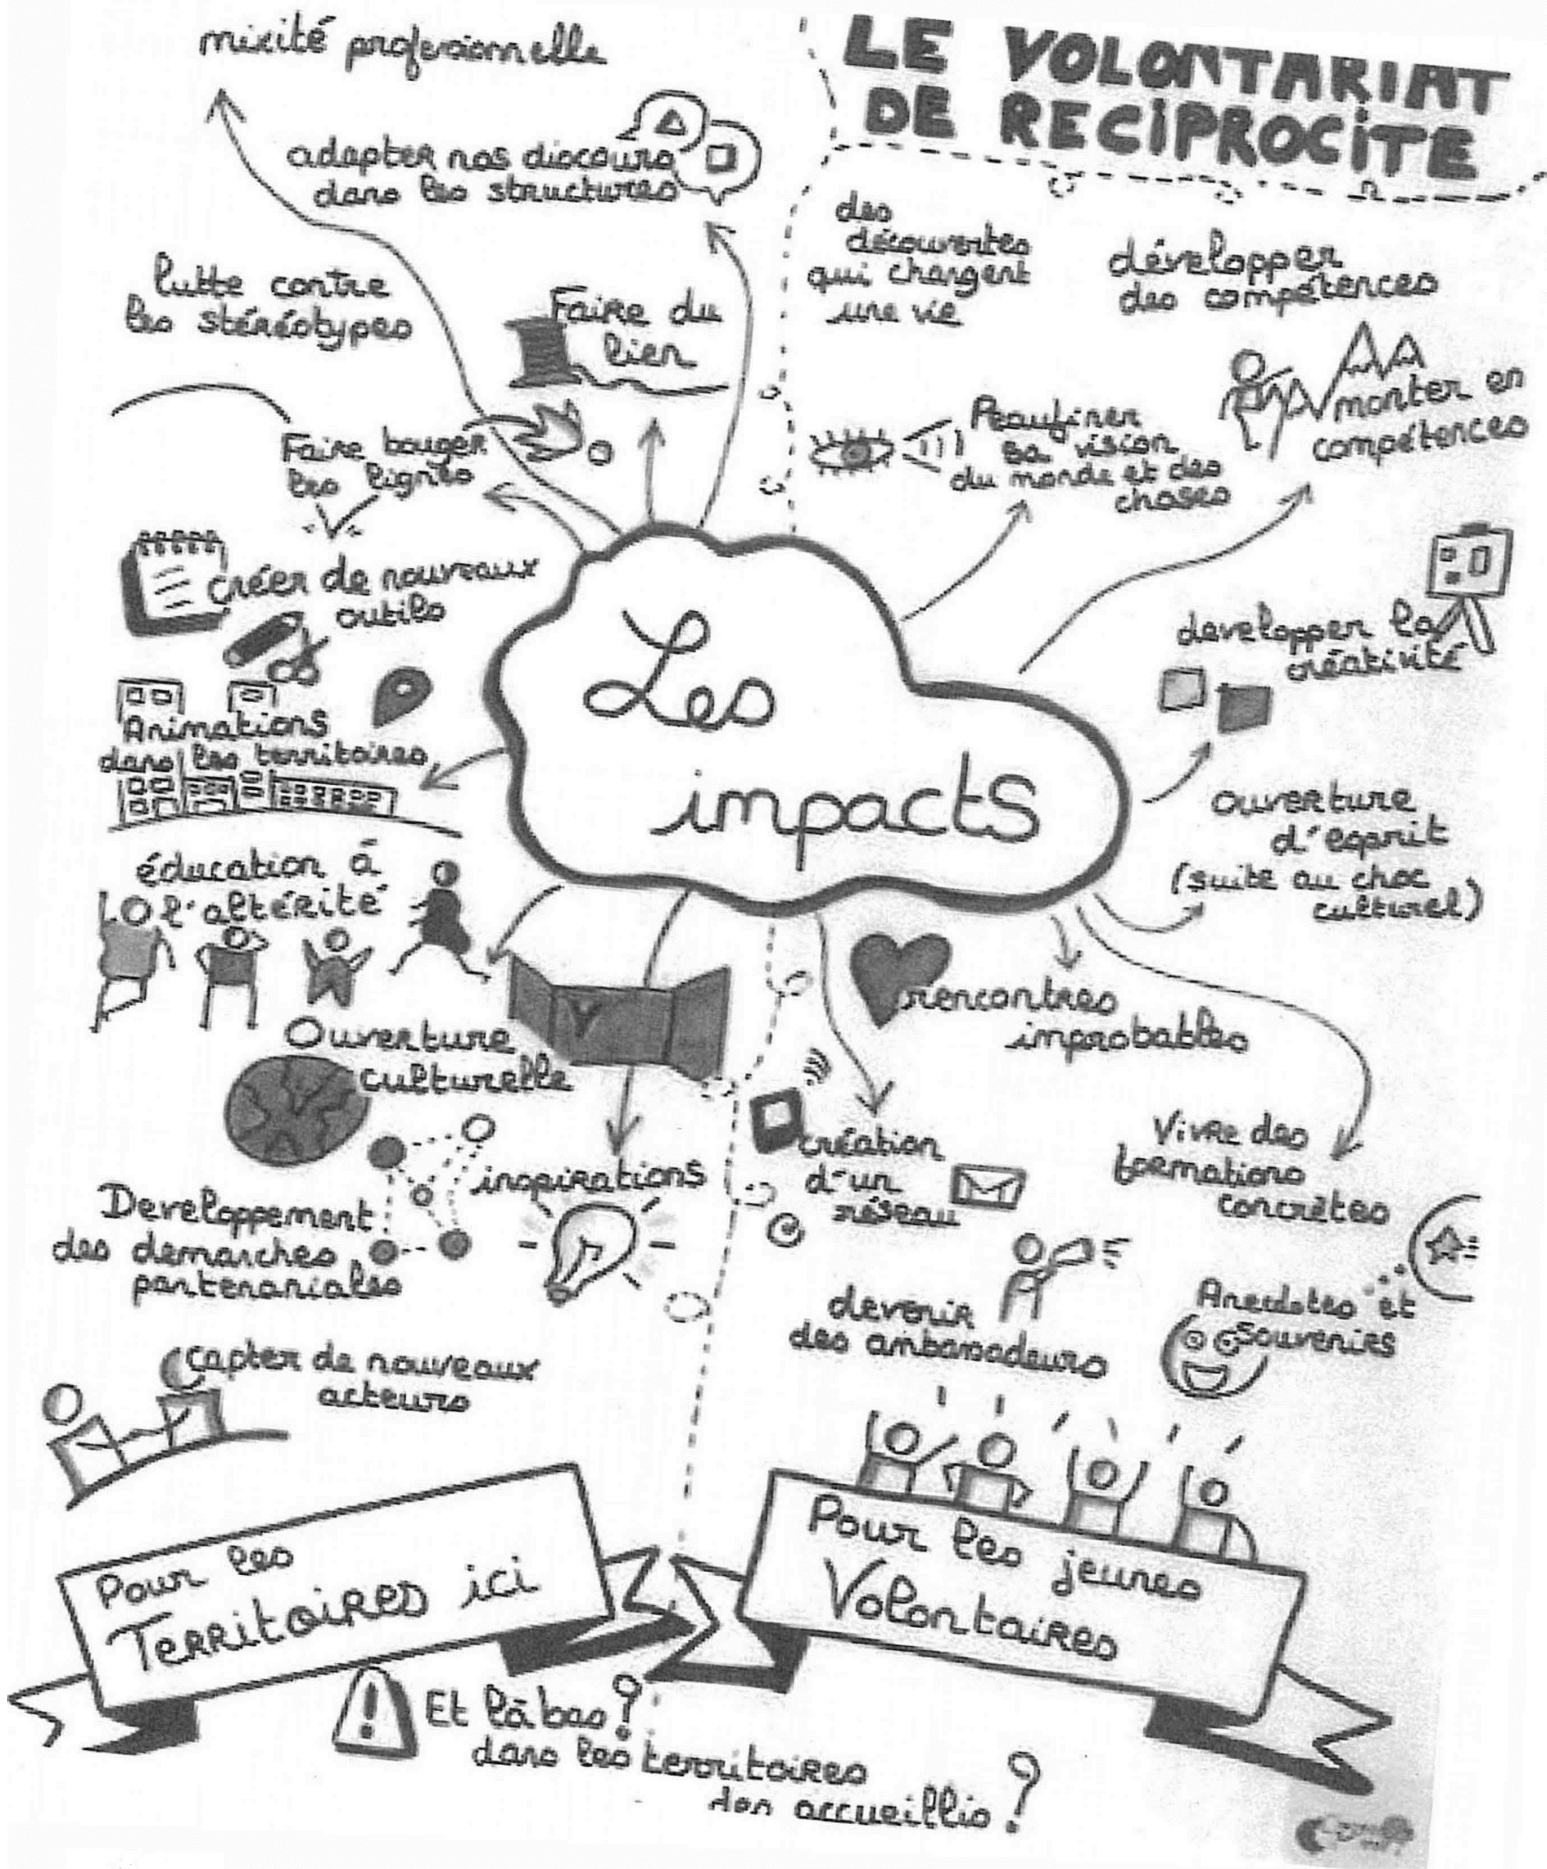 LE VOLONTARIAT
DE RECIPROCITE
mixité professionnelle
adapter nos discours
dans les structures
lutte contre
les stéréotypes
Faire du
lien
Faire bouger
les lignes
créer de nouveaux
outils
Animations
dans les territoires
éducation à
l'altérité
Ouverture
culturelle
inspirations
Developpement
des demarches
partenariales
capter de nouveaux
acteurs
Pour les
TERRitoiRES ici
des
découvertes
qui changent
une vie
développer
des compétences
Peaufiner
sa vision
du monde et des
choses
monter en
compétences
developper la
créativité
ouverture
d'esprit
(suite au choc
culturel)
Les
impacts
rencontres
improbables
création
d'un
réseau
Vivre des
formations
concrètes
devenir
des ambassadeurs
Anecdotes et
souvenirs
Pour les jeunes
Volontaires
Et là bas ?
dans les territoires
accueillis ?